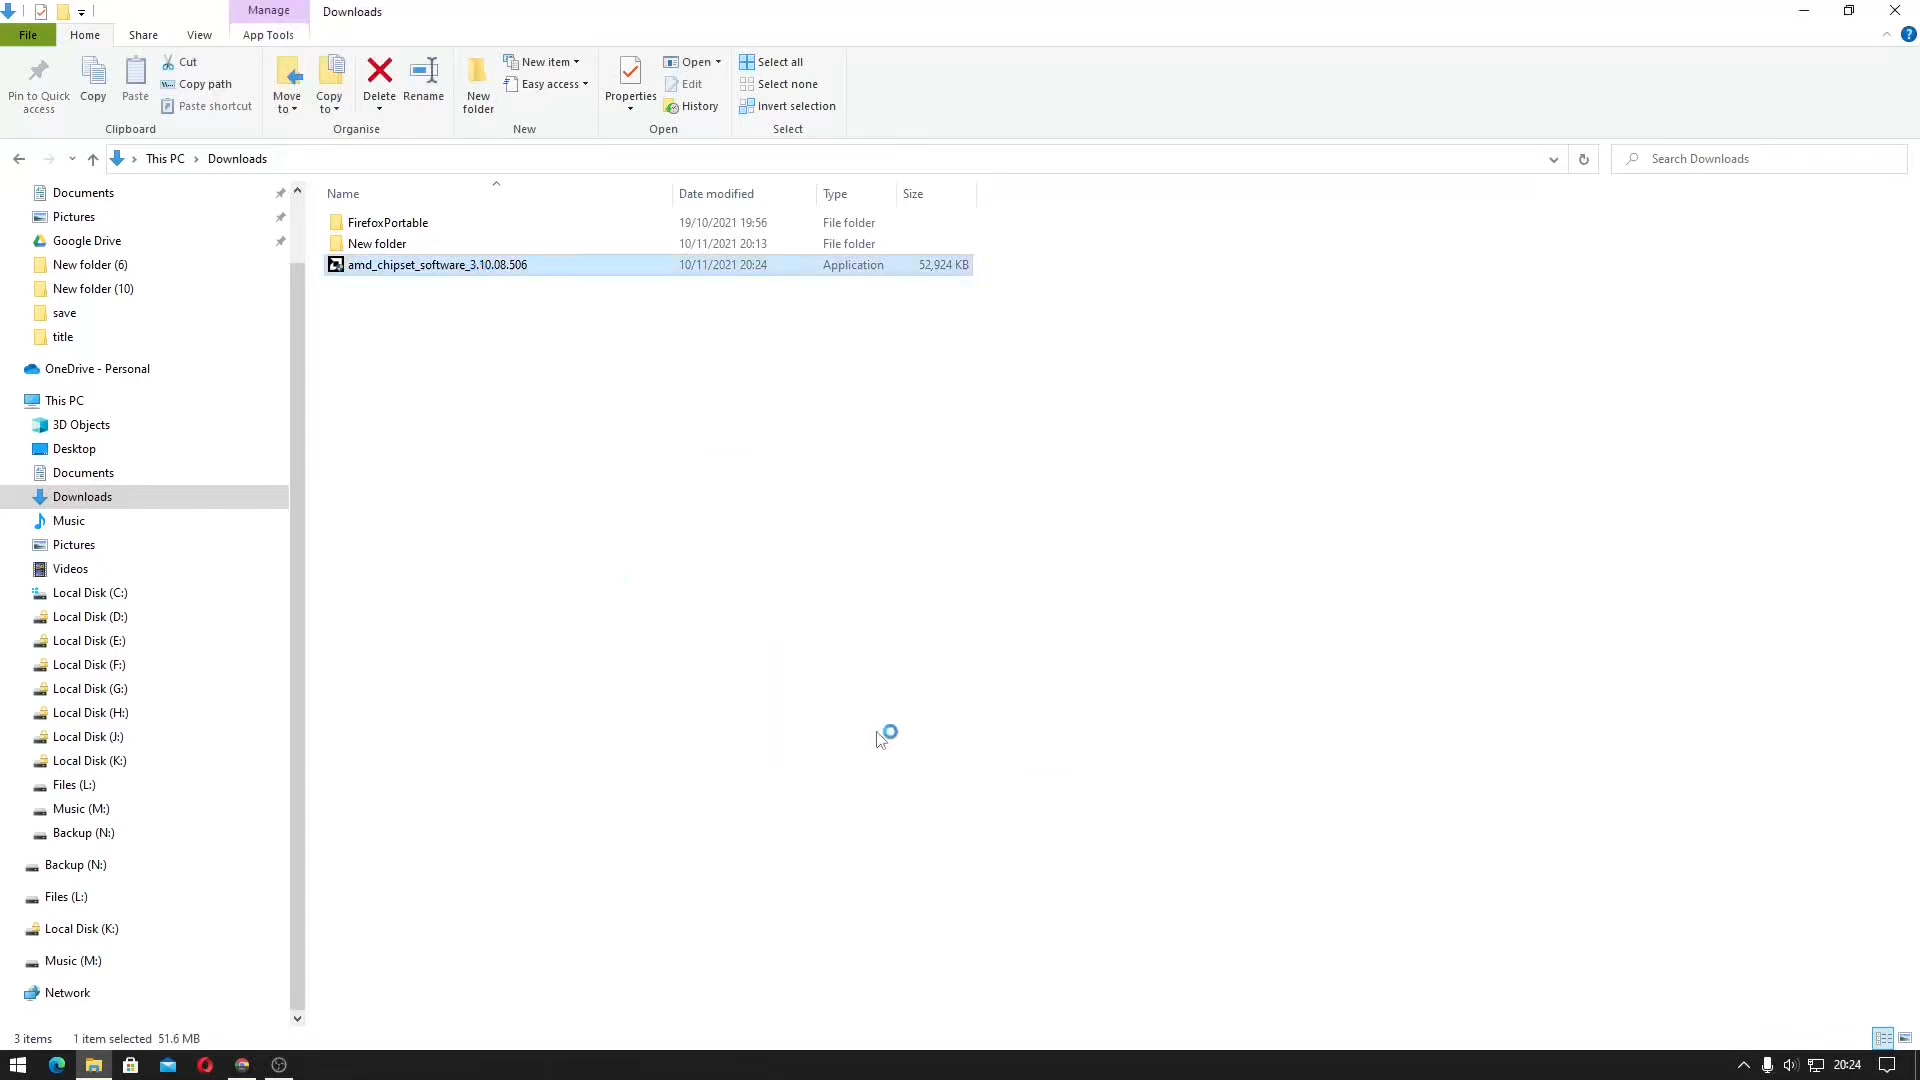 Manage
Downloads
File
Home
Share
View
App Tools
Pin to Quick access
Copy
Paste
Cut
Copy path
Paste shortcut
Clipboard
Move to
Copy to
Delete
Rename
Organise
New folder
New item
Easy access
New
Properties
Open
Edit
History
Open
Select all
Select none
Invert selection
Select
This PC
Downloads
Search Downloads
Documents
Pictures
Google Drive
New folder (6)
New folder (10)
save
title
OneDrive - Personal
This PC
3D Objects
Desktop
Documents
Downloads
Music
Pictures
Videos
Local Disk (C:)
Local Disk (D:)
Local Disk (E:)
Local Disk (F:)
Local Disk (G:)
Local Disk (H:)
Local Disk (J:)
Local Disk (K:)
Files (L:)
Music (M:)
Backup (N:)
Backup (N:)
Files (L:)
Local Disk (K:)
Music (M:)
Network
Name Date modified Type Size
FirefoxPortable 19/10/2021 19:56 File folder
New folder 10/11/2021 20:13 File folder
amd_chipset_software_3.10.08.506 10/11/2021 20:24 Application 52,924 KB
3 items 1 item selected 51.6 MB
20:24